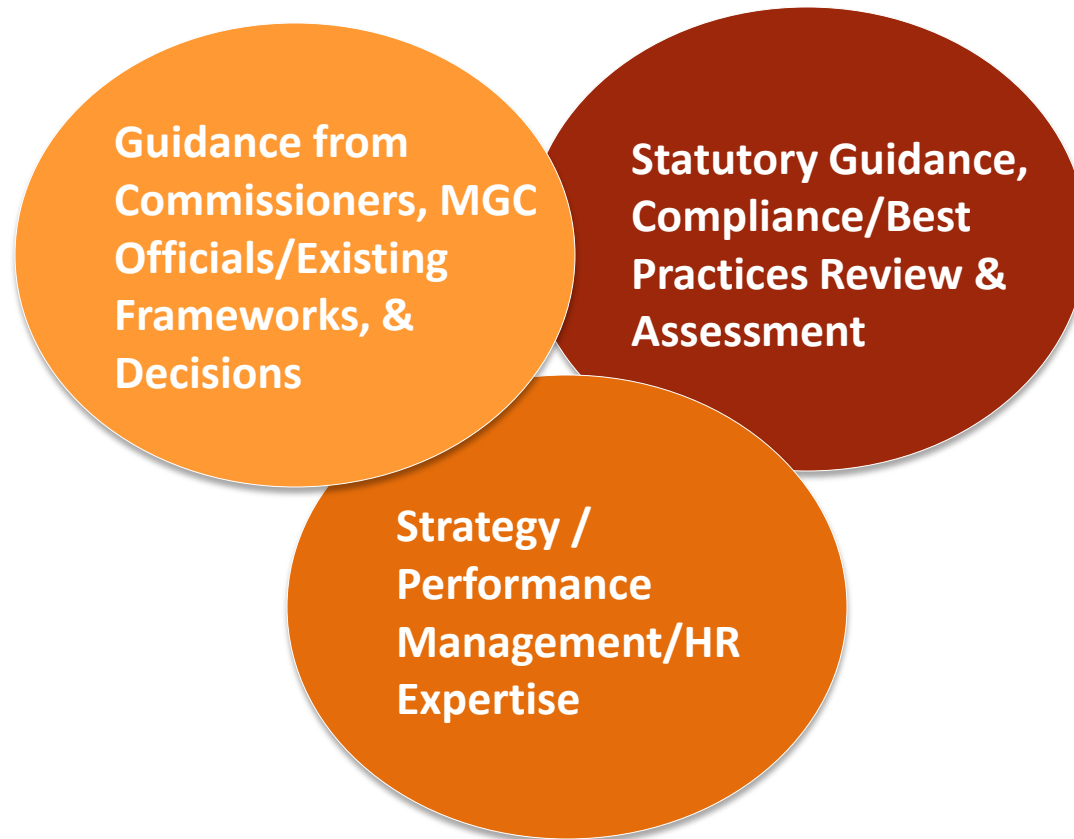 Guidance from
Commissioners, MGC
Officials/Existing
Frameworks, &
Decisions
Statutory Guidance,
Compliance/Best
Practices Review &
Assessment
Strategy /
Performance
Management/HR
Expertise